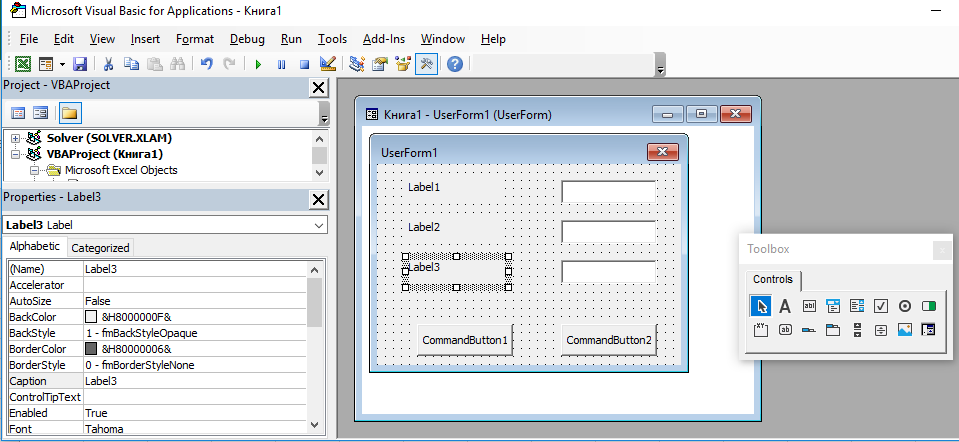 Microsoft Visual Basic for Applications - Книга1
File Edit View Insert Format Debug Run Tools Add-Ins Window Help
Project - VBAProject
Solver (SOLVER.XLAM)
VBAProject (Книга1)
Microsoft Excel Objects
Properties - Label3
Label3 Label
Alphabetic Categorized
(Name) Label3
Accelerator
AutoSize False
BackColor &H8000000F&
BackStyle 1 - fmBackStyleOpaque
BorderColor &H80000006&
BorderStyle 0 - fmBorderStyleNone
Caption Label3
ControlTipText
Enabled True
Font Tahoma
Книга1 - UserForm1 (UserForm)
UserForm1
Label1
Label2
Label3
CommandButton1 CommandButton2
Toolbox
Controls
A ab|
XY ab